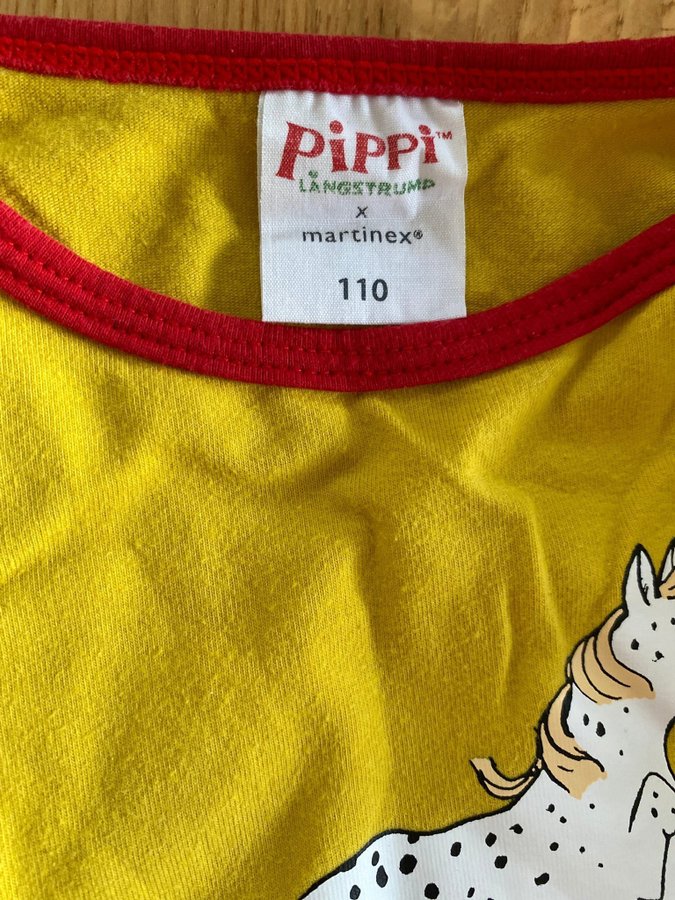 PiPPi™
LÅNGSTRUMP
x
martinex®
110